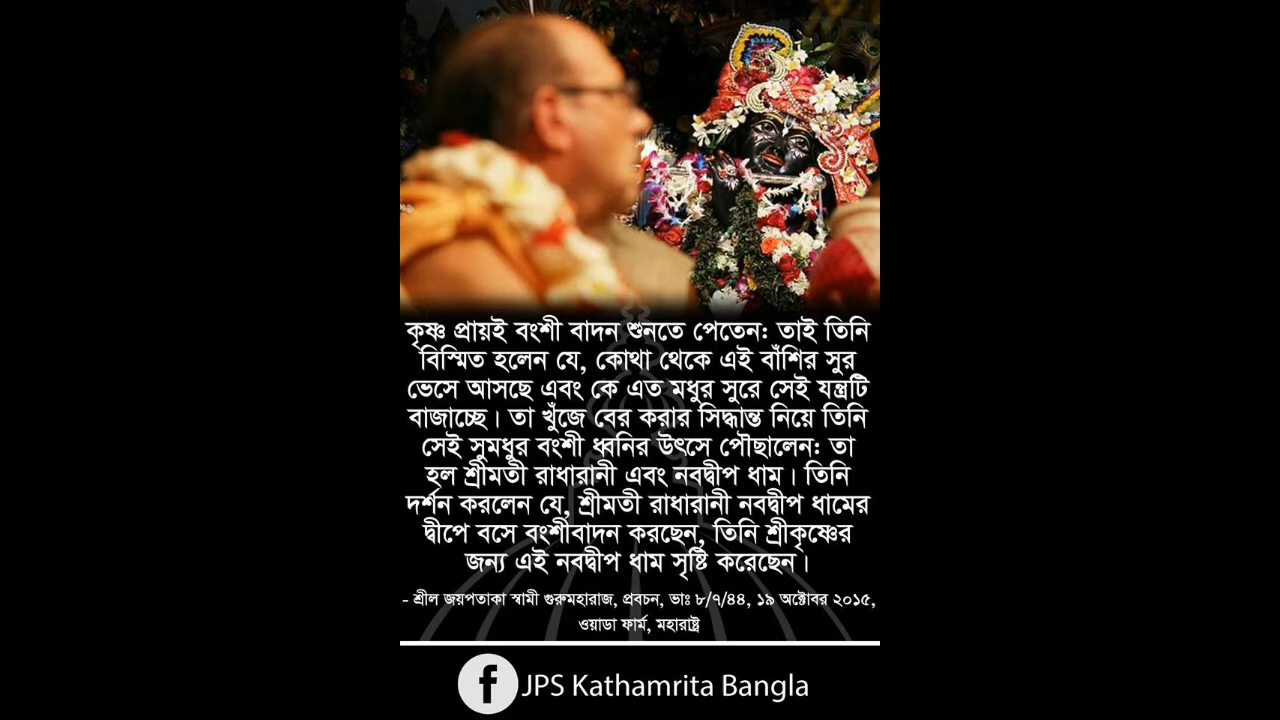 কৃষ্ণ প্রায়ই বংশী বাদন শুনতে পেতেন: তাই তিনি
বিস্মিত হলেন যে, কোথা থেকে এই বাঁশির সুর
ভেসে আসছে এবং কে এত মধুর সুরে সেই যন্ত্রটি
বাজাচ্ছে। তা খুঁজে বের করার সিদ্ধান্ত নিয়ে তিনি
সেই সুমধুর বংশী ধ্বনির উৎসে পৌছালেন: তা
হল শ্রীমতী রাধারানী এবং নবদ্বীপ ধাম। তিনি
দর্শন করলেন যে, শ্রীমতী রাধারানী নবদ্বীপ ধামের
দ্বীপে বসে বংশীবাদন করছেন, তিনি শ্রীকৃষ্ণের
জন্য এই নবদ্বীপ ধাম সৃষ্টি করেছেন।
- শ্রীল জয়পতাকা স্বামী গুরুমহারাজ, প্রবচন, ভাঃ ৮/৭/৪৪, ১৯ অক্টোবর ২০১৫,
ওয়াডা ফার্ম, মহারাষ্ট্র
f JPS Kathamrita Bangla